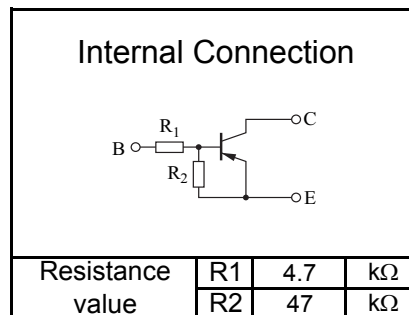 Internal Connection
C
R1
B
R2
E
Resistance value R1 4.7 kΩ
R2 47 kΩ